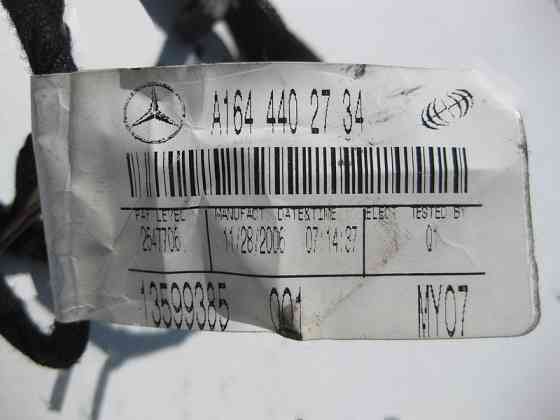 A164 440 27 34
PAY LEVEL MANUFACT DATE&TIME ELECT TESTED BY
2647706 11/28/2006 07:14:37 01
13599385 001 MY07